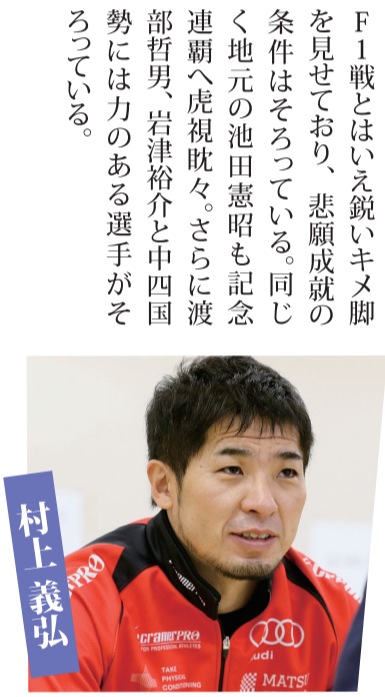 F1戦とはいえ鋭いキメ脚
を見せており、悲願成就の
条件はそろっている。同じ
く地元の池田憲昭も記念
連覇へ虎視眈々。さらに渡
部哲男、岩津裕介と中四国
勢には力のある選手がそ
ろっている。
村上 義弘
PRO
CRAMERPRO
FOR PROFESSIONAL ATHLETES
TAKE
PHYSICAL
CONDITIONING
Audi
MATSU